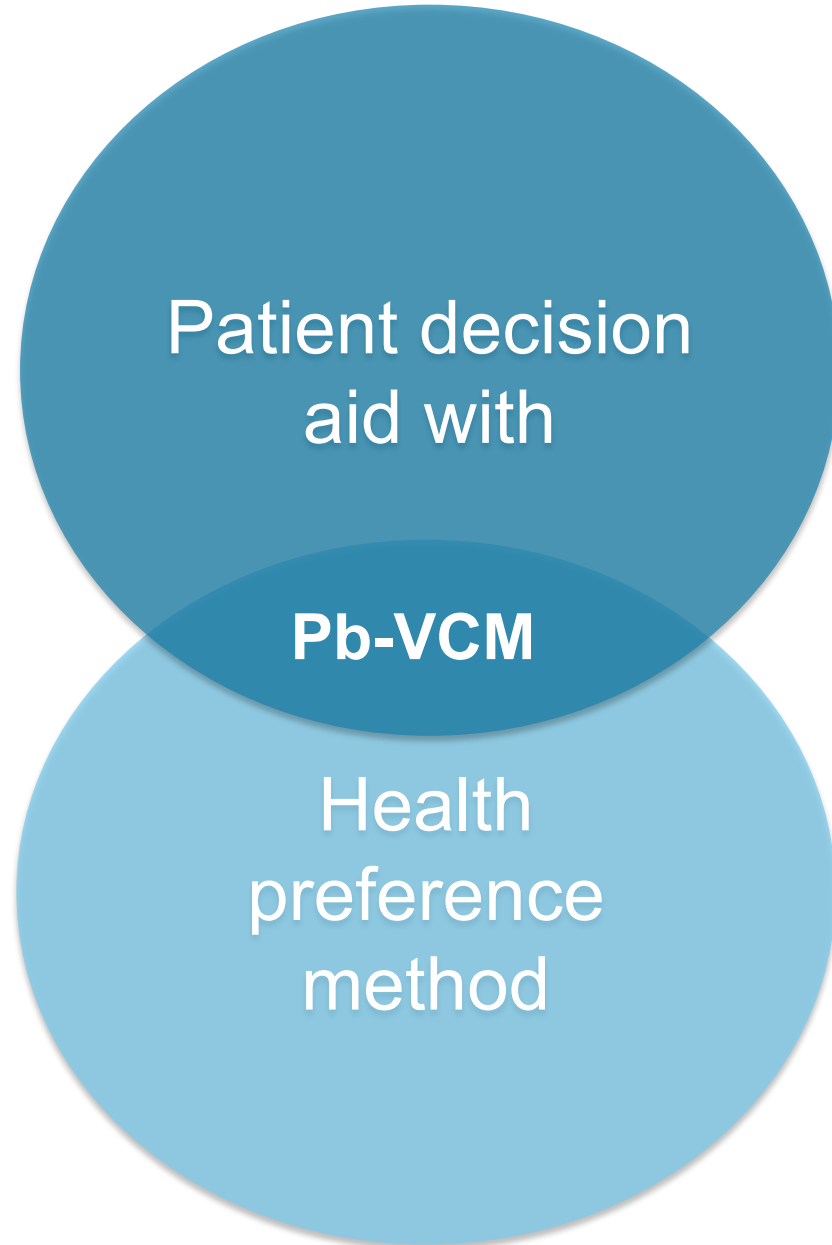 Patient decision
aid with
Pb-VCM
Health
preference
method